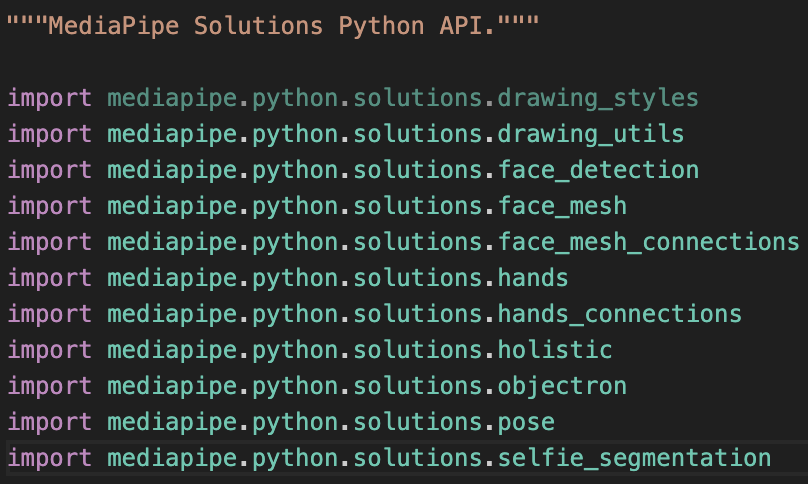 """MediaPipe Solutions Python API."""
import mediapipe.python.solutions.drawing_styles
import mediapipe.python.solutions.drawing_utils
import mediapipe.python.solutions.face_detection
import mediapipe.python.solutions.face_mesh
import mediapipe.python.solutions.face_mesh_connections
import mediapipe.python.solutions.hands
import mediapipe.python.solutions.hands_connections
import mediapipe.python.solutions.holistic
import mediapipe.python.solutions.objectron
import mediapipe.python.solutions.pose
import mediapipe.python.solutions.selfie_segmentation